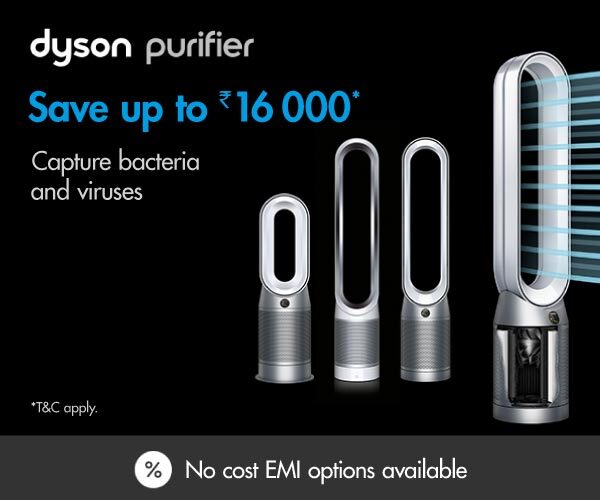 dyson purifier
Save up to ₹16 000*
Capture bacteria
and viruses
*T&C apply.
% No cost EMI options available